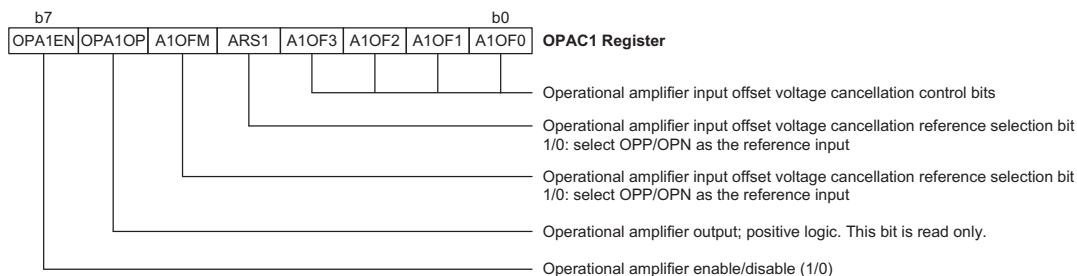 b7 b0
OPA1EN OPA1OP A1OFM ARS1 A1OF3 A1OF2 A1OF1 A1OF0 OPAC1 Register
Operational amplifier input offset voltage cancellation control bits
Operational amplifier input offset voltage cancellation reference selection bit
1/0: select OPP/OPN as the reference input
Operational amplifier input offset voltage cancellation reference selection bit
1/0: select OPP/OPN as the reference input
Operational amplifier output; positive logic. This bit is read only.
Operational amplifier enable/disable (1/0)